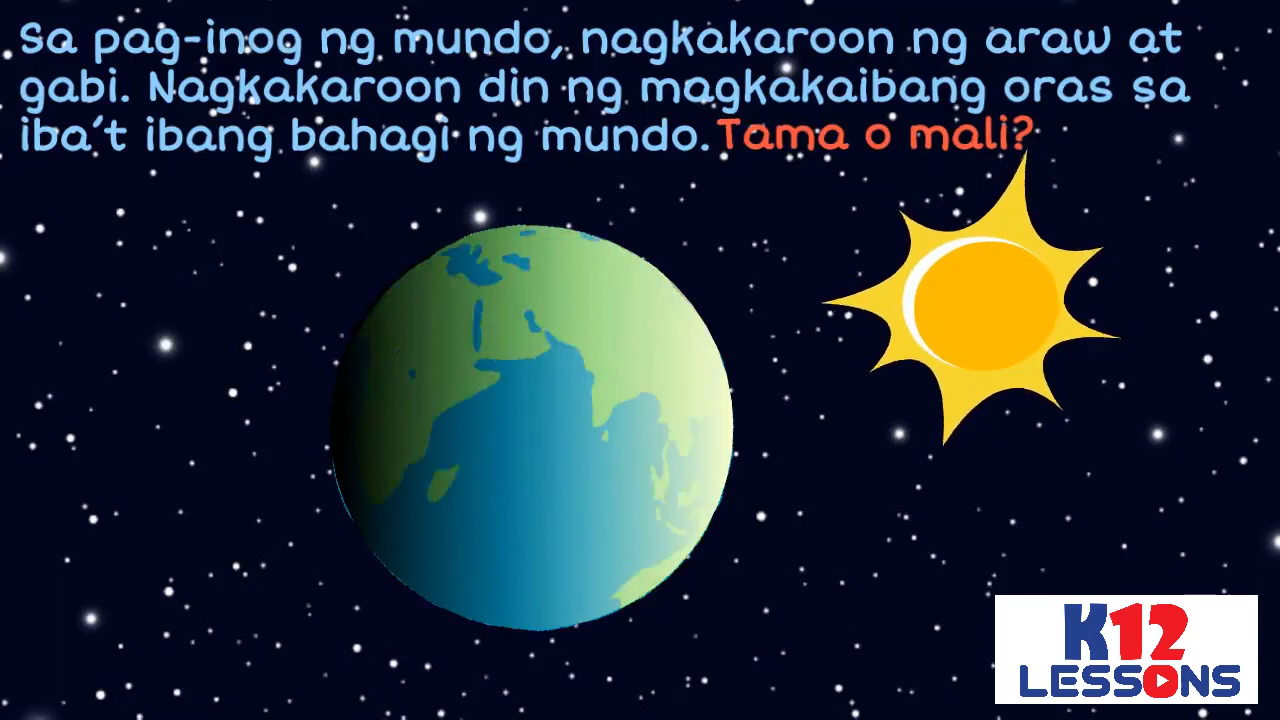 Sa pag-inog ng mundo, nagkakaroon ng araw at
gabi. Nagkakaroon din ng magkakaibang oras sa
iba't ibang bahagi ng mundo. Tama o mali?
K12
LESSONS